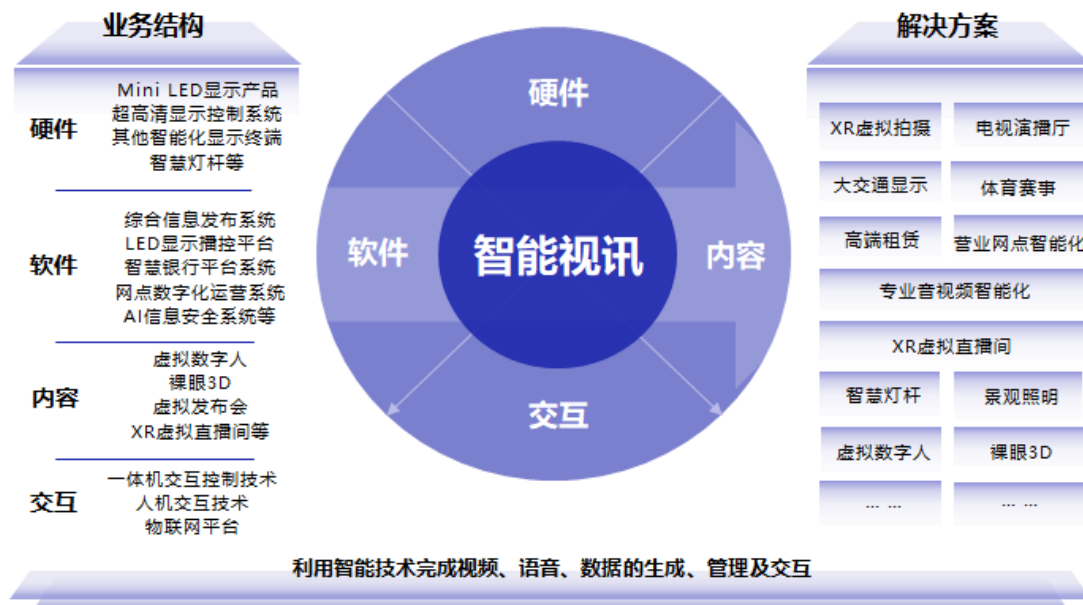 业务结构
硬件
Mini LED显示产品
超高清显示控制系统
其他智能化显示终端
智慧灯杆等
软件
综合信息发布系统
LED显示播控平台
智慧银行平台系统
网点数字化运营系统
AI信息安全系统等
内容
虚拟数字人
裸眼3D
虚拟发布会
XR虚拟直播间等
交互
一体机交互控制技术
人机交互技术
物联网平台
硬件
软件
智能视讯
内容
交互
解决方案
XR虚拟拍摄
电视演播厅
大交通显示
体育赛事
高端租赁
营业网点智能化
专业音视频智能化
XR虚拟直播间
智慧灯杆
景观照明
虚拟数字人
裸眼3D
... ...
... ...
利用智能技术完成视频、语音、数据的生成、管理及交互